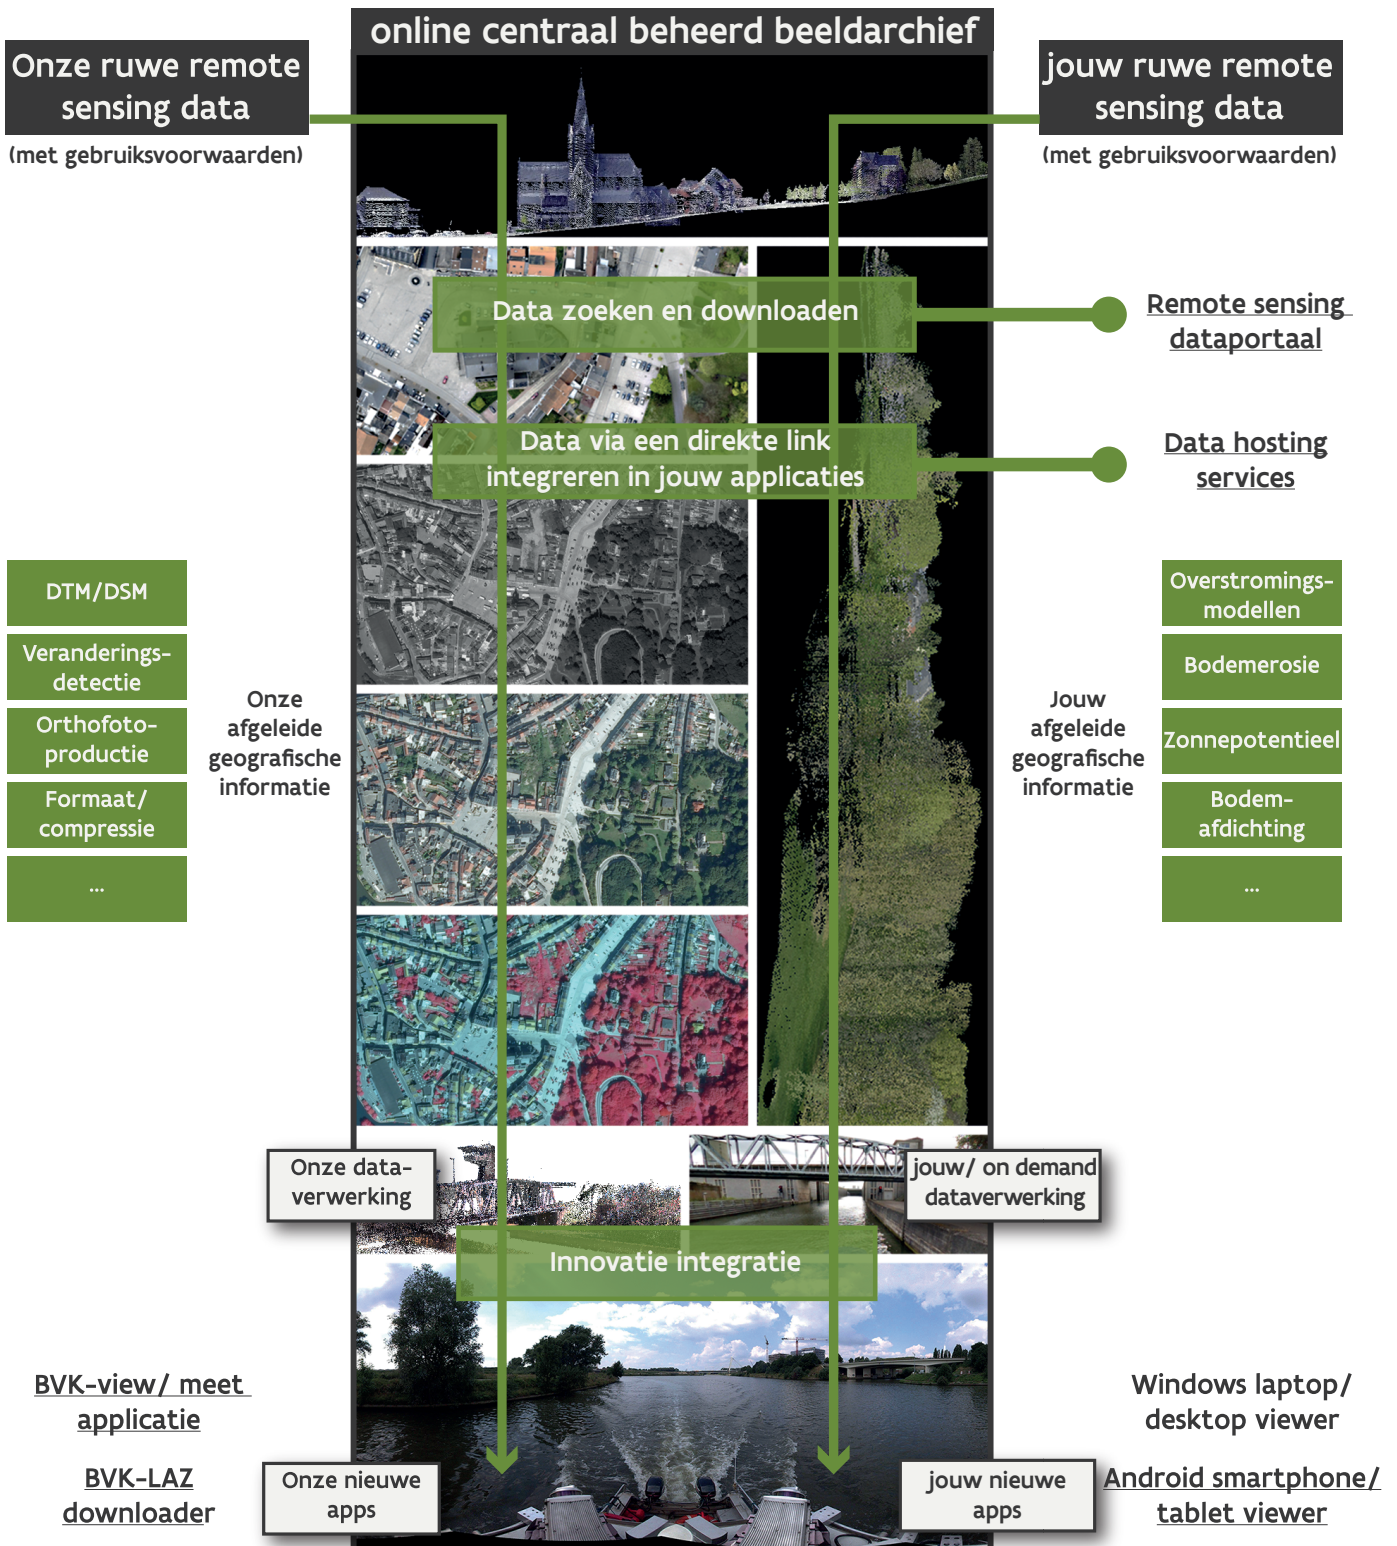 online centraal beheerd beeldarchief
Onze ruwe remote
sensing data
(met gebruiksvoorwaarden)
jouw ruwe remote
sensing data
(met gebruiksvoorwaarden)
Data zoeken en downloaden
Remote sensing
dataportaal
Data via een direkte link
integreren in jouw applicaties
Data hosting
services
DTM/DSM
Veranderings-
detectie
Orthofoto-
productie
Formaat/
compressie
...
Onze
afgeleide
geografische
informatie
Jouw
afgeleide
geografische
informatie
Overstromings-
modellen
Bodemerosie
Zonnepotentieel
Bodem-
afdichting
...
Onze data-
verwerking
jouw/ on demand
dataverwerking
Innovatie integratie
BVK-view/ meet
applicatie
BVK-LAZ
downloader
Onze nieuwe
apps
jouw nieuwe
apps
Windows laptop/
desktop viewer
Android smartphone/
tablet viewer